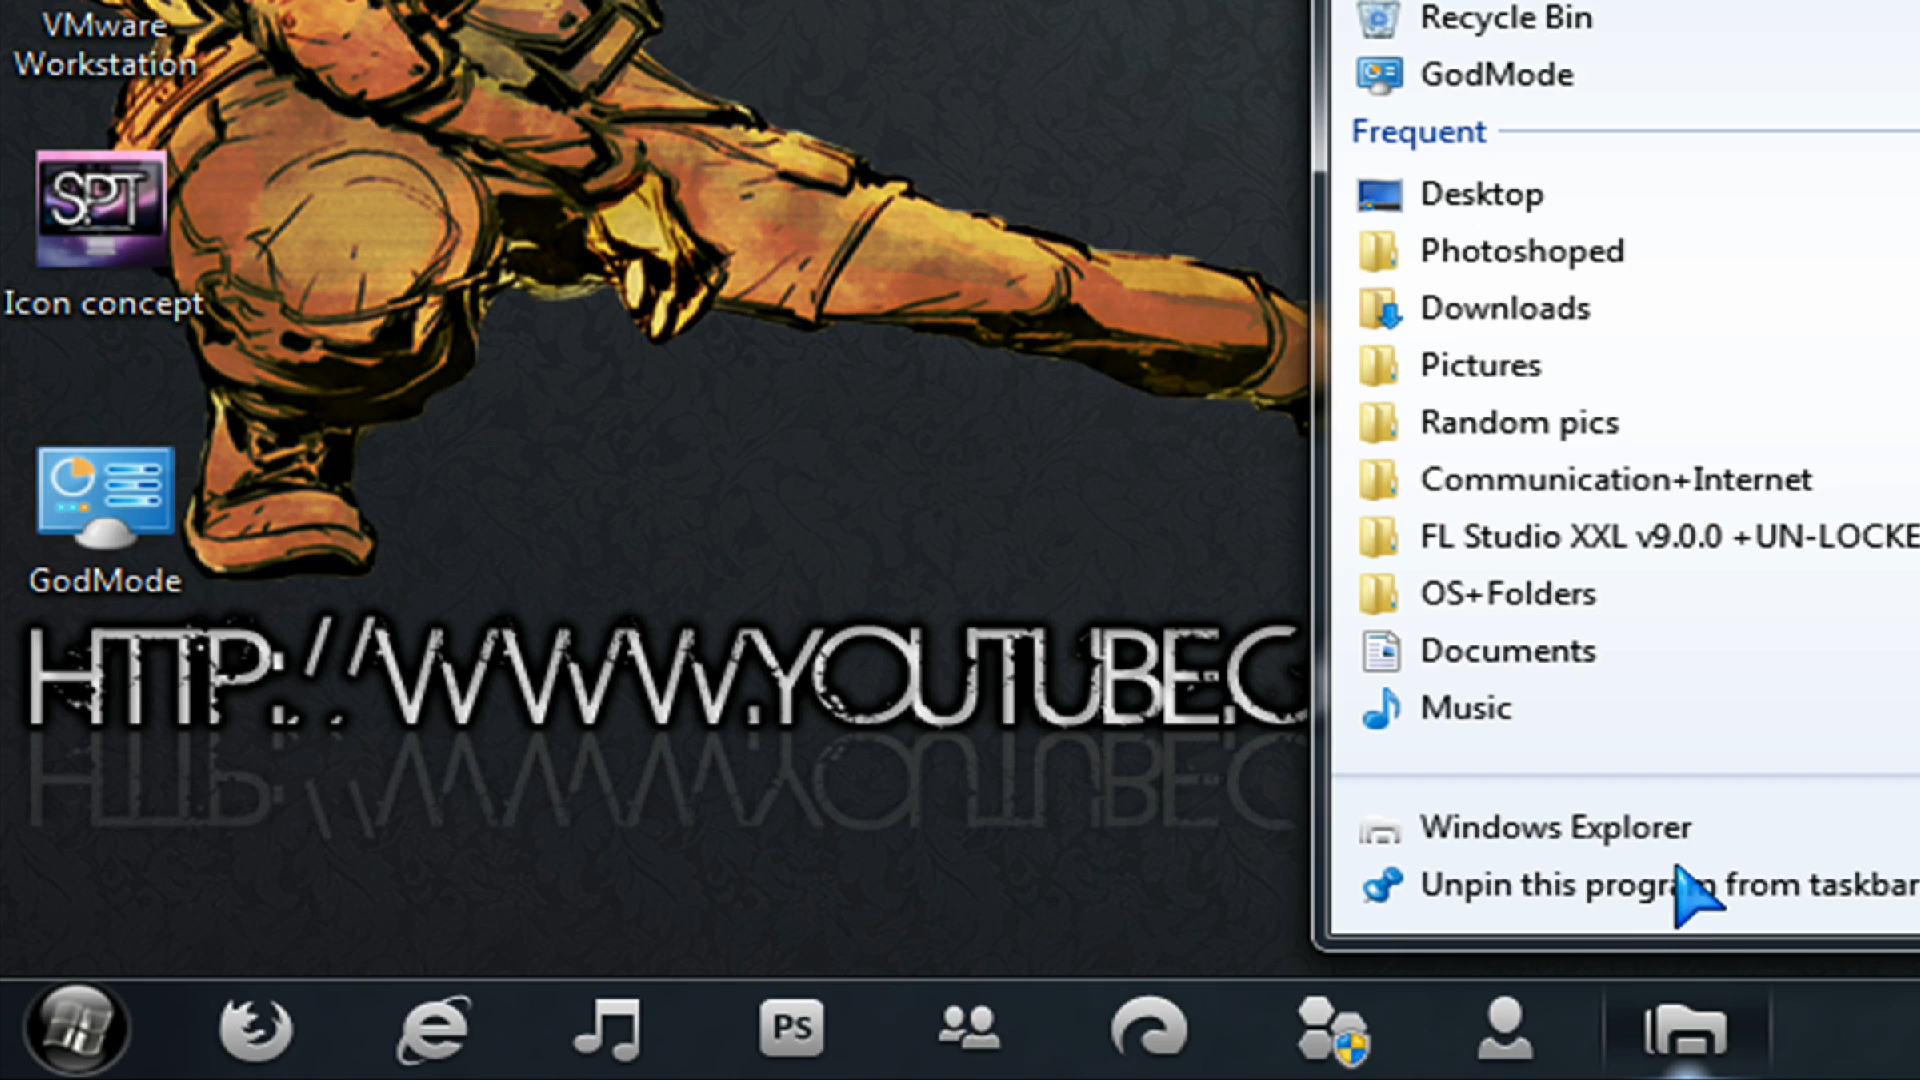 VMware
Workstation
SPT
Icon concept
GodMode
HTTP://WWW.YOUTUBE.C
Recycle Bin
GodMode
Frequent
Desktop
Photoshoped
Downloads
Pictures
Random pics
Communication+Internet
FL Studio XXL v9.0.0 +UN-LOCKE
OS+Folders
Documents
Music
Windows Explorer
Unpin this program from taskbar
PS